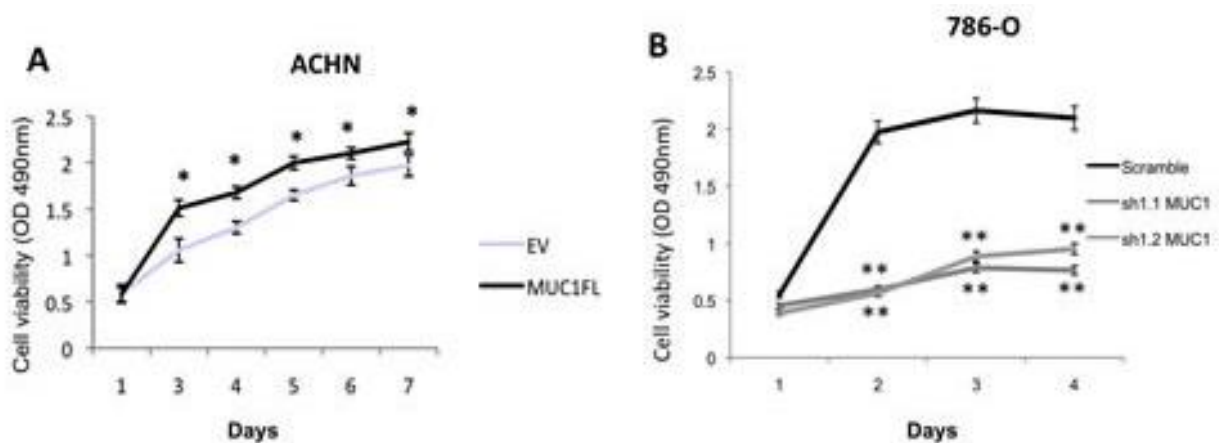 A
ACHN
Cell viability (OD 490nm)
2.5
2
1.5
1
0.5
0
* * * * * *
1 3 4 5 6 7
Days
EV
MUC1FL
B
786-O
Cell viability (OD 490nm)
2.5
2
1.5
1
0.5
0
** ** **
** ** **
1 2 3 4
Days
Scramble
sh1.1 MUC1
sh1.2 MUC1